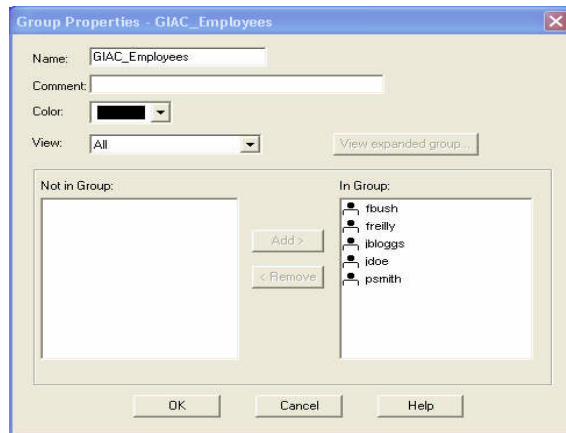 Group Properties - GIAC_Employees
Name: GIAC_Employees
Comment:
Color:
View: All
View expanded group...
Not in Group:
In Group:
Add >
< Remove
fbush
freilly
jbloggs
jdoe
psmith
OK
Cancel
Help